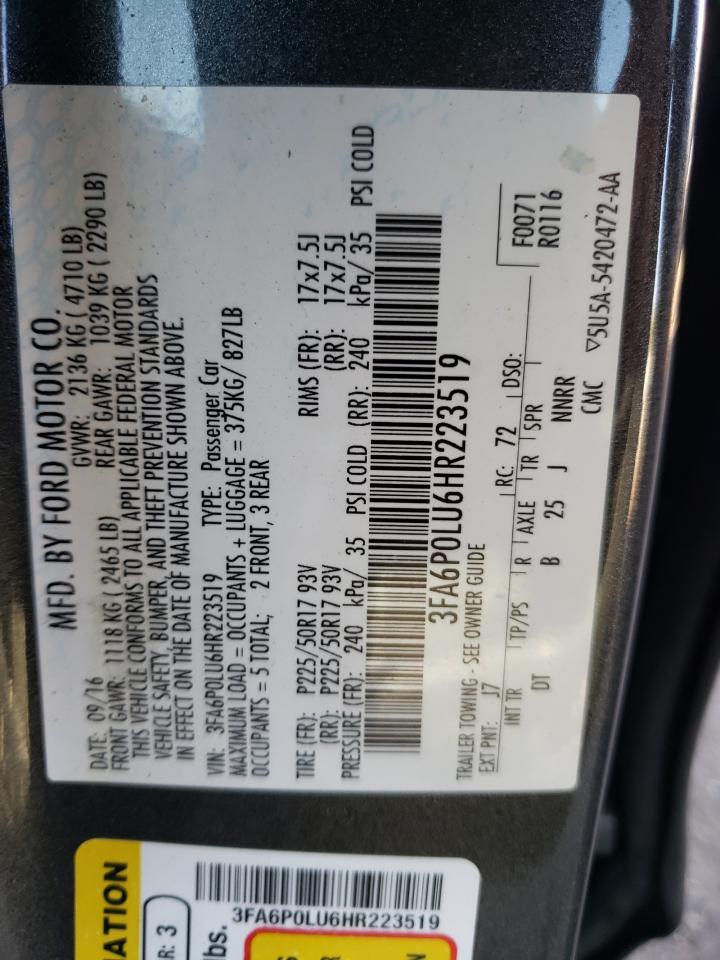 MFD. BY FORD MOTOR CO.
DATE: 09/16 GVWR: 2136 KG ( 4710 LB)
FRONT GAWR: 1118 KG ( 2465 LB) REAR GAWR: 1039 KG ( 2290 LB)
THIS VEHICLE CONFORMS TO ALL APPLICABLE FEDERAL MOTOR
VEHICLE SAFETY, BUMPER, AND THEFT PREVENTION STANDARDS
IN EFFECT ON THE DATE OF MANUFACTURE SHOWN ABOVE.
VIN: 3FA6P0LU6HR223519 TYPE: Passenger Car
MAXIMUM LOAD = OCCUPANTS + LUGGAGE = 375KG/ 827LB
OCCUPANTS = 5 TOTAL; 2 FRONT, 3 REAR
TIRE (FR): P225/50R17 93V RIMS (FR): 17x7.5J
(RR): P225/50R17 93V (RR): 17x7.5J
PRESSURE (FR): 240 kPa/ 35 PSI COLD (RR): 240 kPa/ 35 PSI COLD
3FA6P0LU6HR223519
TRAILER TOWING - SEE OWNER GUIDE
EXT PNT: J7 RC: 72 DSO: F0071
INT TR TP/PS R AXLE TR SPR R0116
DT B 25 J NNRR
CMC ▽5U5A-5420472-AA
3FA6P0LU6HR223519
R: 3
lbs.